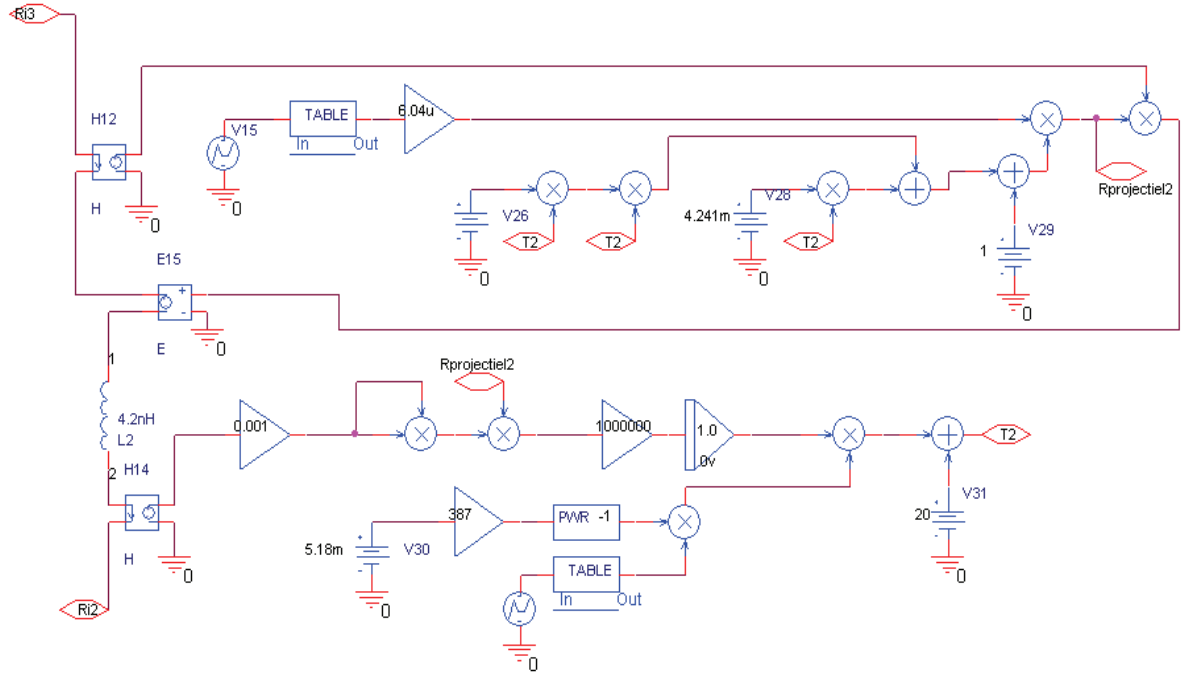 Ri3
H12
H
V15
TABLE
In Out
6.04u
Rprojectiel2
V26
T2
T2
V28
4.241m
T2
V29
1
0
0
0
0
0
E15
+
-
E
0
1
4.2nH
L2
2
H14
H
0
Ri2
0.001
Rprojectiel2
1000000
1.0
0v
T2
387
PWR -1
5.18m
V30
0
TABLE
In Out
0
V31
20
0